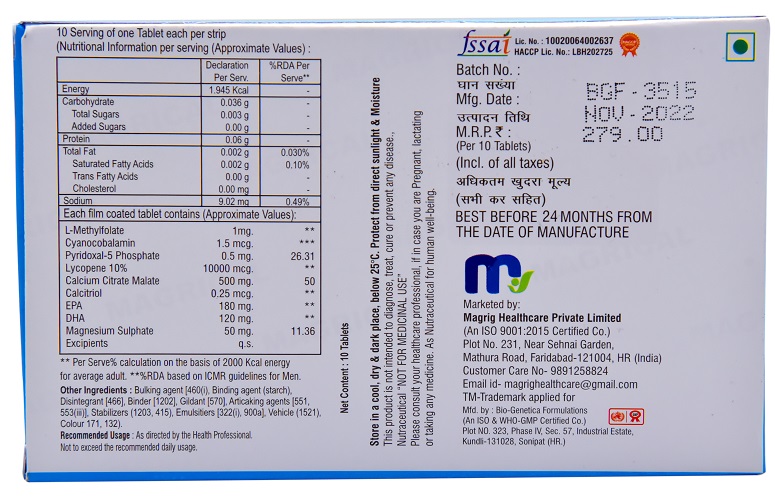 10 Serving of one Tablet each per strip
(Nutritional Information per serving (Approximate Values) :
Declaration Per Serv. %RDA Per Serve**
Energy 1.945 Kcal -
Carbohydrate 0.036 g -
Total Sugars 0.003 g -
Added Sugars 0.00 g -
Protein 0.06 g -
Total Fat 0.002 g 0.030%
Saturated Fatty Acids 0.002 g 0.10%
Trans Fatty Acids 0.00 g -
Cholesterol 0.00 mg -
Sodium 9.02 mg 0.49%
Each film coated tablet contains (Approximate Values):
L-Methylfolate 1mg. **
Cyanocobalamin 1.5 mcg. ***
Pyridoxal-5 Phosphate 0.5 mg. 26.31
Lycopene 10% 10000 mcg. **
Calcium Citrate Malate 500 mg. 50
Calcitriol 0.25 mcg. **
EPA 180 mg. **
DHA 120 mg. **
Magnesium Sulphate 50 mg. 11.36
Excipients q.s.
** Per Serve% calculation on the basis of 2000 Kcal energy
for average adult. **%RDA based on ICMR guidelines for Men.
Other Ingredients : Bulking agent [460(i), Binding agent (starch),
Disintegrant [466], Binder [1202], Gildant [570], Articaking agents [551,
553(iii)], Stabilizers (1203, 415), Emulsitiers [322(i), 900a], Vehicle (1521),
Colour 171, 132).
Recommended Usage : As directed by the Health Professional.
Not to exceed the recommended daily usage.
Net Content : 10 Tablets
Store in a cool, dry & dark place, below 25°C. Protect from direct sunlight & Moisture
This product is not intended to diagnose, treat, cure or prevent any disease.,
Nutraceutical "NOT FOR MEDICINAL USE"
Please consult your healthcare professional, if in case you are Pregnant, lactating
or taking any medicine. As Nutraceutical for human well-being.
fssai Lic. No. : 10020064002637
HACCP Lic. No.: LBH202725
Batch No. :
घान संख्या BGF-3515
Mfg. Date :
उत्पादन तिथि NOV-2022
M.R.P. ₹ : 279.00
(Per 10 Tablets)
(Incl. of all taxes)
अधिकतम खुदरा मूल्य
(सभी कर सहित)
BEST BEFORE 24 MONTHS FROM
THE DATE OF MANUFACTURE
Marketed by:
Magrig Healthcare Private Limited
(An ISO 9001:2015 Certified Co.)
Plot No. 231, Near Sehnai Garden,
Mathura Road, Faridabad-121004, HR (India)
Customer Care No- 9891258824
Email id- magrighealthcare@gmail.com
TM-Trademark applied for
Mfd. by : Bio-Genetica Formulations
(An ISO & WHO-GMP Certified Co.)
Plot NO. 323, Phase IV, Sec. 57, Industrial Estate,
Kundli-131028, Sonipat (HR.)